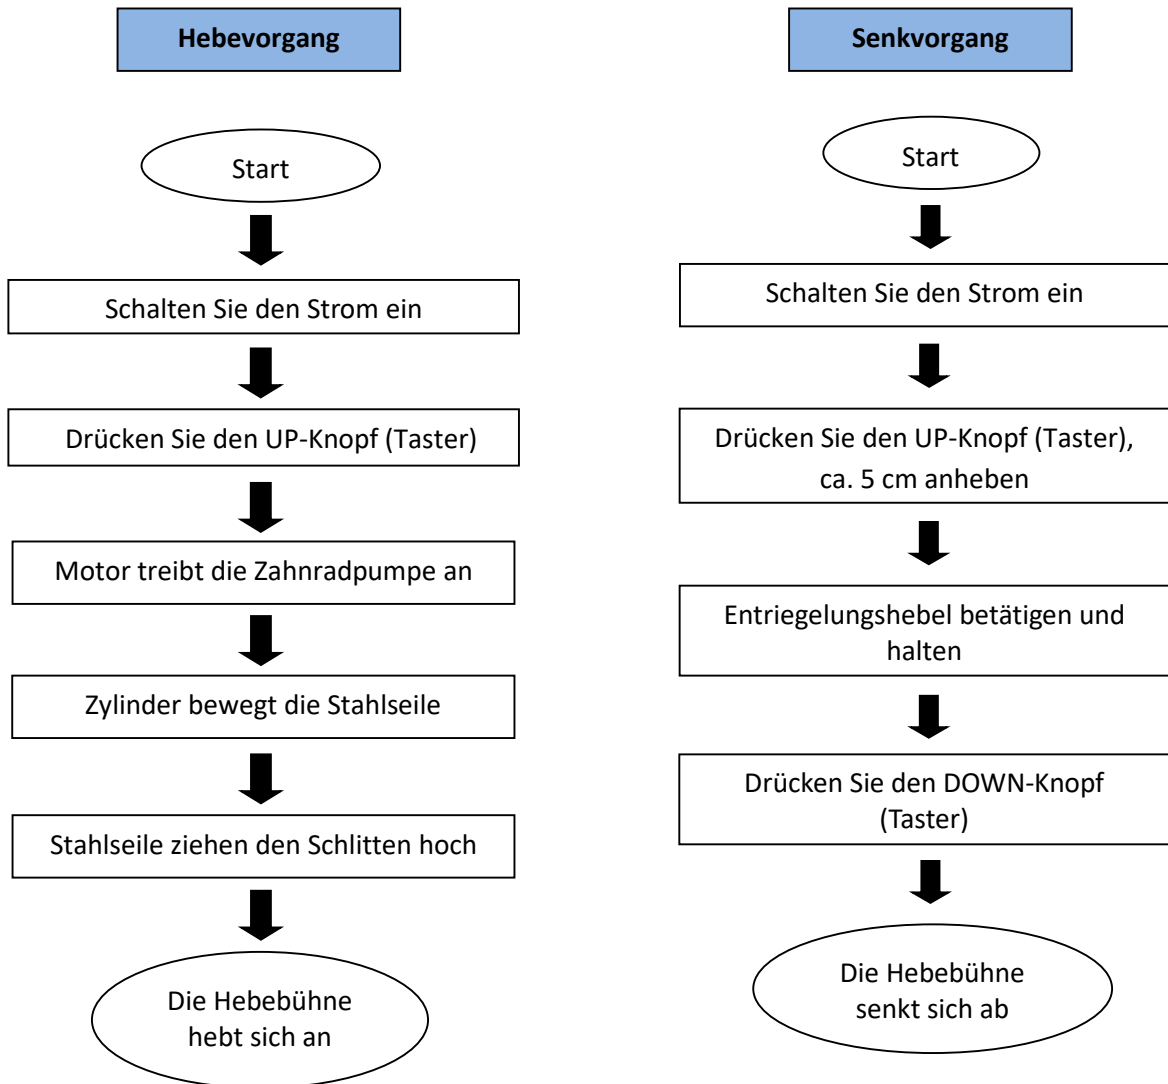 Hebevorgang
Start
Schalten Sie den Strom ein
Drücken Sie den UP-Knopf (Taster)
Motor treibt die Zahnradpumpe an
Zylinder bewegt die Stahlseile
Stahlseile ziehen den Schlitten hoch
Die Hebebühne
hebt sich an
Senkvorgang
Start
Schalten Sie den Strom ein
Drücken Sie den UP-Knopf (Taster),
ca. 5 cm anheben
Entriegelungshebel betätigen und
halten
Drücken Sie den DOWN-Knopf
(Taster)
Die Hebebühne
senkt sich ab